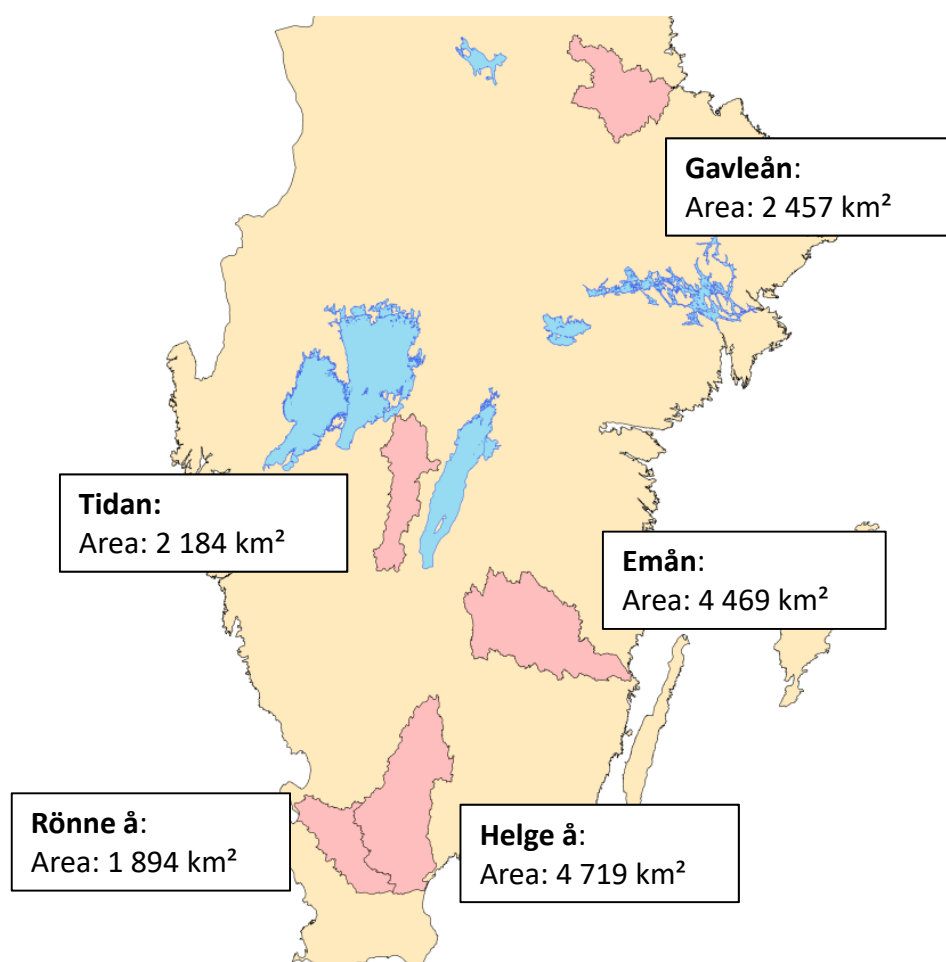 Gavleån:
Area: 2 457 km²
Tidan:
Area: 2 184 km²
Emån:
Area: 4 469 km²
Rönne å:
Area: 1 894 km²
Helge å:
Area: 4 719 km²